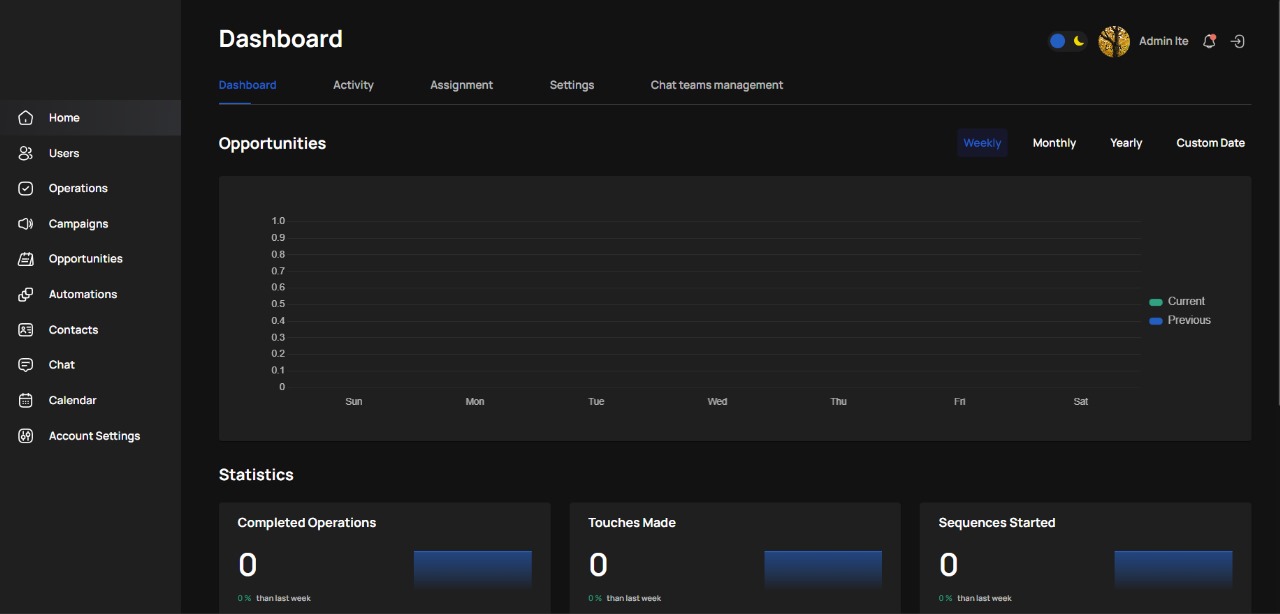 Dashboard
Admin Ite
Dashboard Activity Assignment Settings Chat teams management
Home
Users
Operations
Campaigns
Opportunities
Automations
Contacts
Chat
Calendar
Account Settings
Opportunities
Weekly Monthly Yearly Custom Date
1.0
0.9
0.8
0.7
0.6
0.5
0.4
0.3
0.2
0.1
0
Sun Mon Tue Wed Thu Fri Sat
Current
Previous
Statistics
Completed Operations
0
0 % than last week
Touches Made
0
0 % than last week
Sequences Started
0
0 % than last week